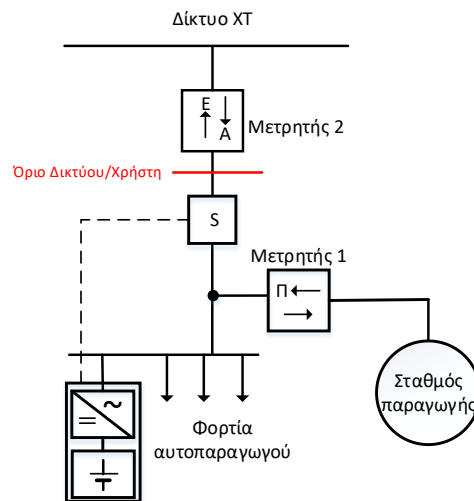 Δίκτυο ΧΤ
Ε
Α
Μετρητής 2
Όριο Δικτύου/Χρήστη
S
Μετρητής 1
Π
Σταθμός
παραγωγής
Φορτία
αυτοπαραγωγού